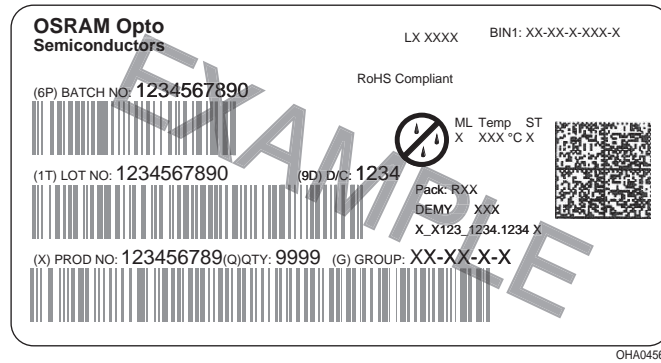 OSRAM Opto
Semiconductors
LX XXXX
BIN1: XX-XX-X-XXX-X
RoHS Compliant
(6P) BATCH NO: 1234567890
ML Temp ST
X XXX °C X
(1T) LOT NO: 1234567890 (9D) D/C: 1234
Pack: RXX
DEMY XXX
X_X123_1234.1234 X
(X) PROD NO: 123456789(Q)QTY: 9999 (G) GROUP: XX-XX-X-X
EXAMPLE